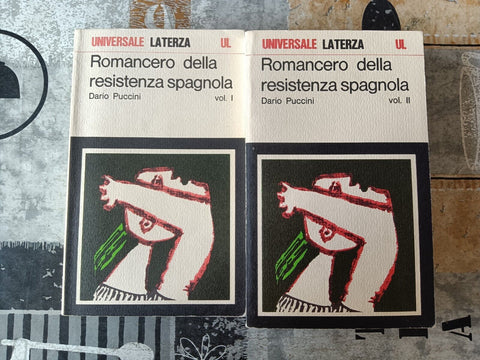 UNIVERSALE LATERZA UL
Romancero della
resistenza spagnola
Dario Puccini vol. I
UNIVERSALE LATERZA UL
Romancero della
resistenza spagnola
Dario Puccini vol. II